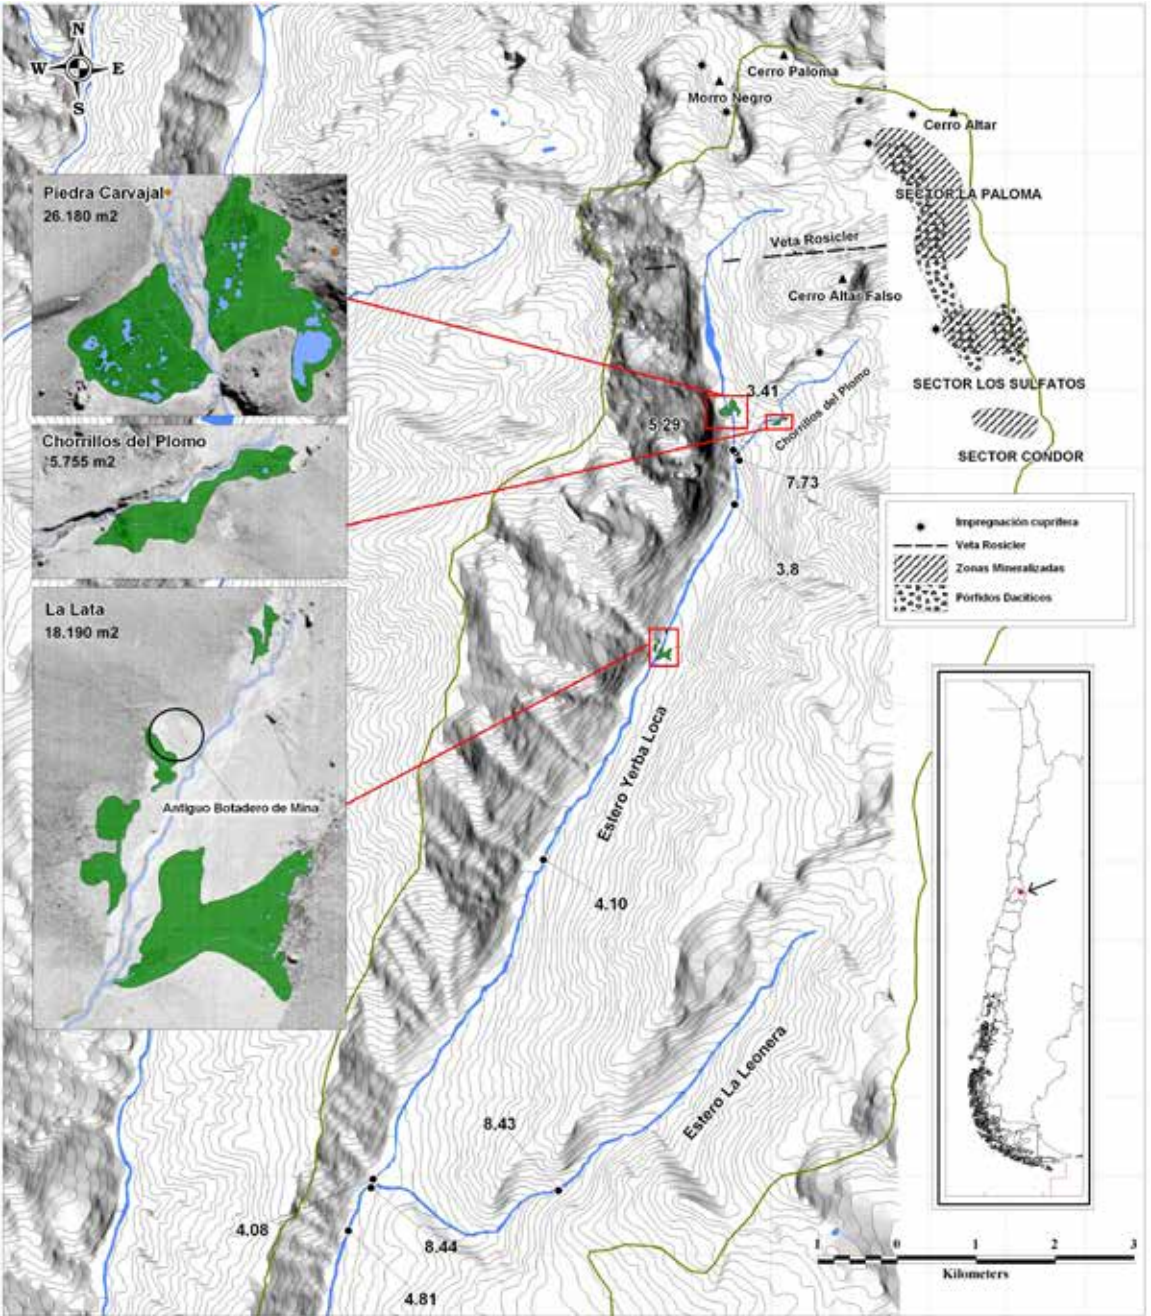 N
W E
S
Piedra Carvajal
26.180 m2
Chorrillos del Plomo
5.755 m2
La Lata
18.190 m2
Antiguo Botadero de Mina
Cerro Paloma
Morro Negro
Cerro Altar
SECTOR LA PALOMA
Veta Rosicler
Cerro Altar Falso
SECTOR LOS SULFATOS
3.41
5.29
Chorrillos del Plomo
SECTOR CONDOR
7.73
3.8
Impregnación cuprífera
Veta Rosicler
Zonas Mineralizadas
Pórfidos Dacíticos
Estero Yerba Loca
4.10
Estero La Leonera
8.43
4.08
8.44
4.81
1 0 1 2 3
Kilometers